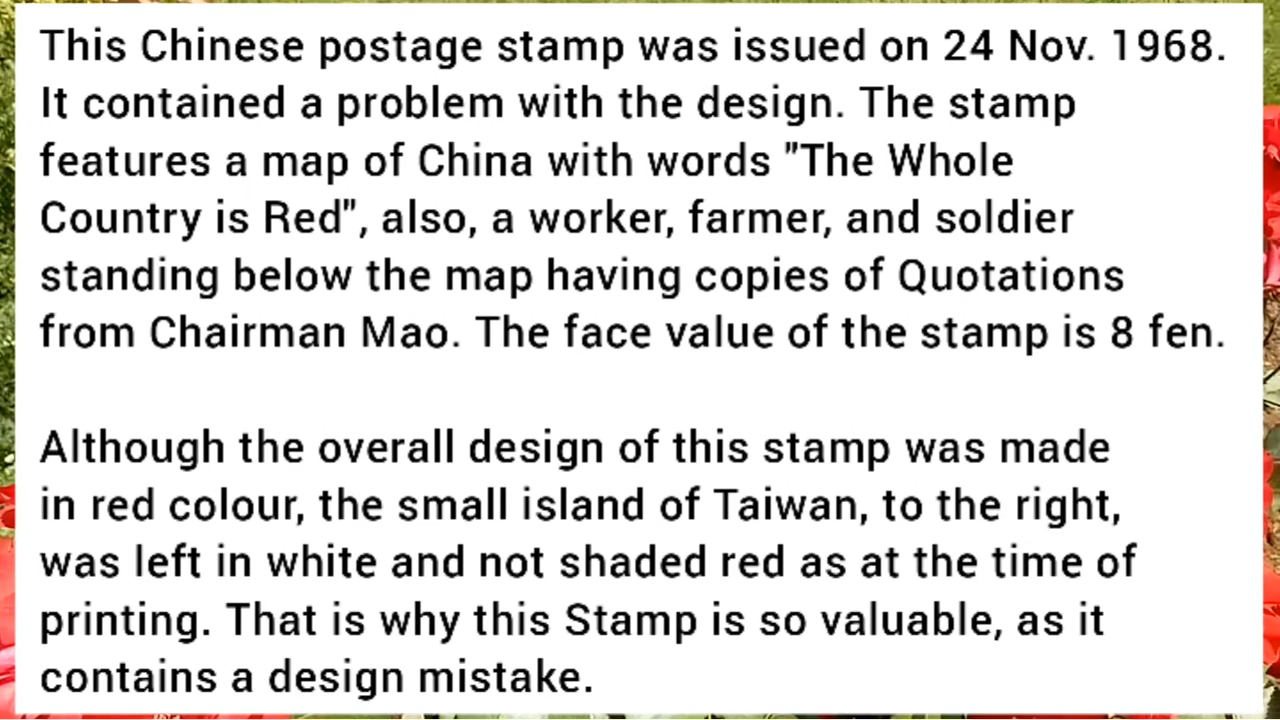 This Chinese postage stamp was issued on 24 Nov. 1968.
It contained a problem with the design. The stamp
features a map of China with words "The Whole
Country is Red", also, a worker, farmer, and soldier
standing below the map having copies of Quotations
from Chairman Mao. The face value of the stamp is 8 fen.

Although the overall design of this stamp was made
in red colour, the small island of Taiwan, to the right,
was left in white and not shaded red as at the time of
printing. That is why this Stamp is so valuable, as it
contains a design mistake.